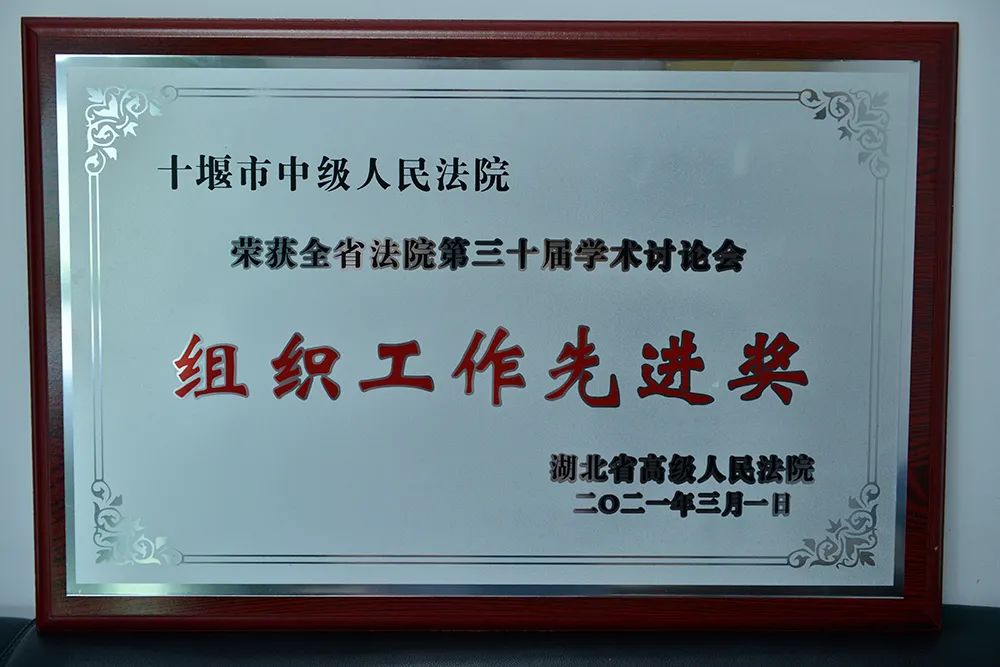 十堰市中级人民法院
荣获全省法院第三十届学术讨论会
组织工作先进奖
湖北省高级人民法院
二〇二一年三月一日